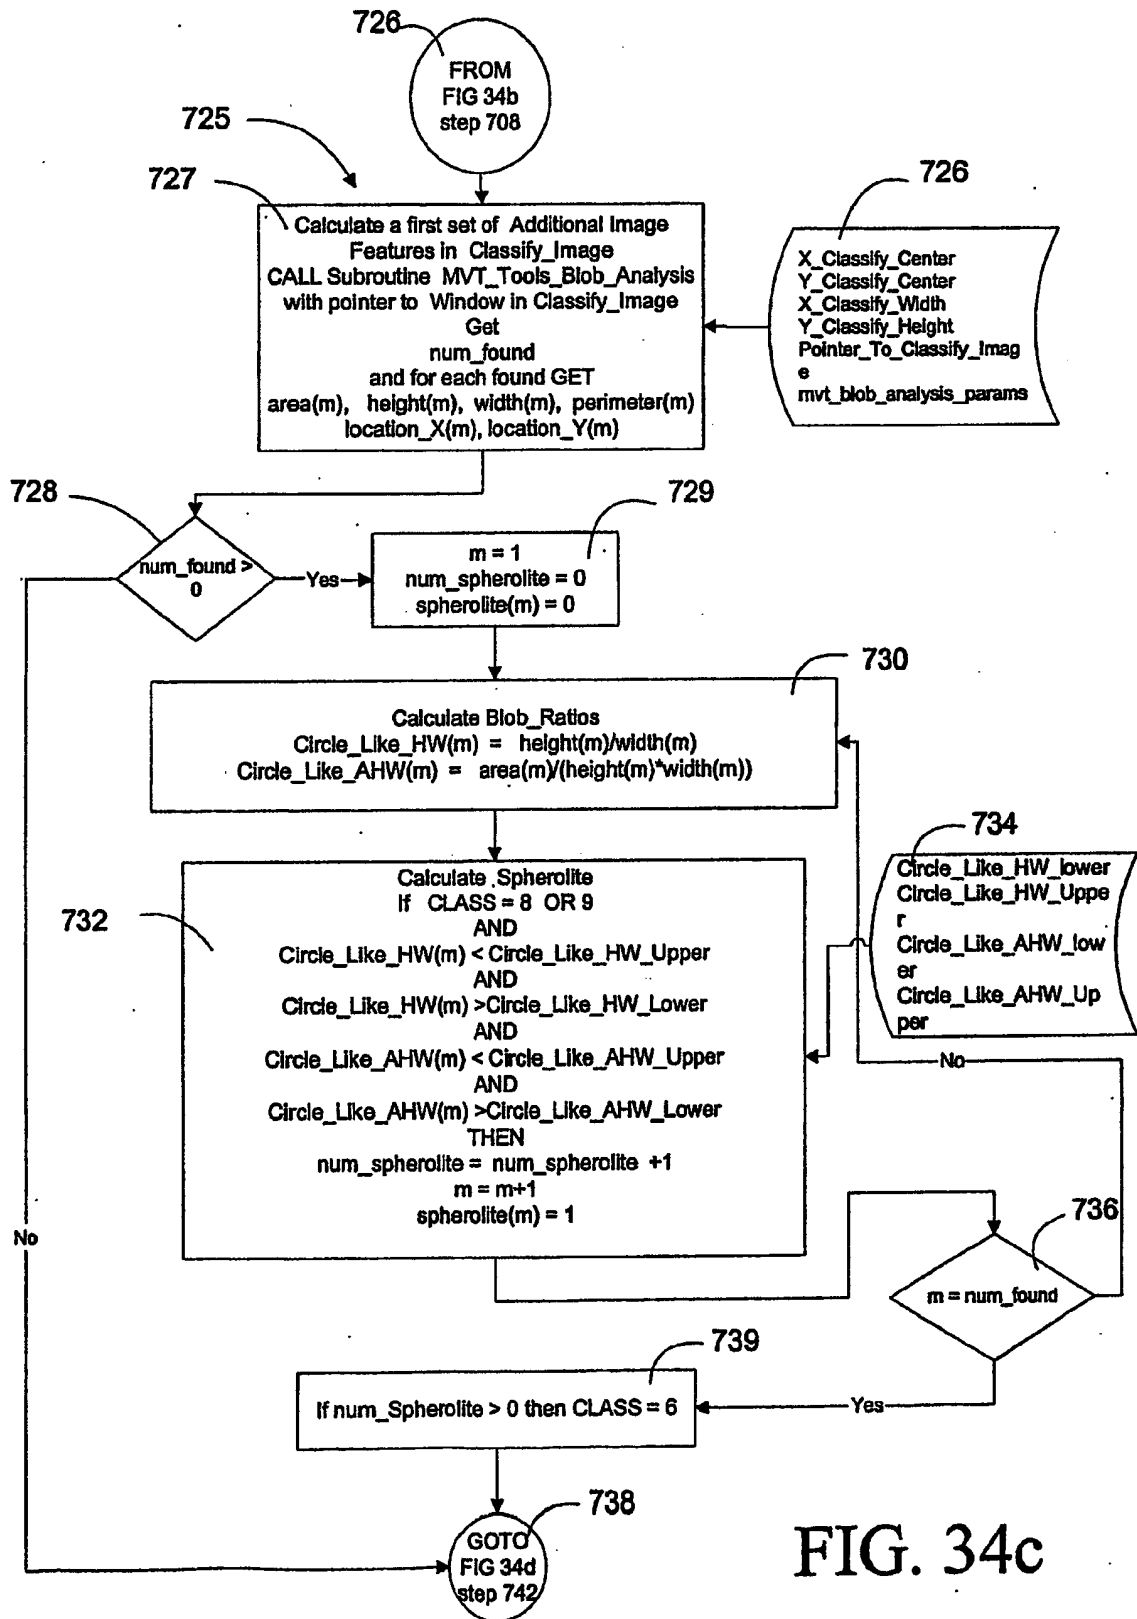 726
FROM
FIG 34b
step 708
725
727
Calculate a first set of Additional Image
Features in Classify_Image
CALL Subroutine MVT_Tools_Blob_Analysis
with pointer to Window in Classify_Image
Get
num_found
and for each found GET
area(m), height(m), width(m), perimeter(m)
location_X(m), location_Y(m)
726
X_Classify_Center
Y_Classify_Center
X_Classify_Width
Y_Classify_Height
Pointer_To_Classify_Imag
e
mvt_blob_analysis_params
728
num_found >
0
Yes
729
m = 1
num_spherolite = 0
spherolite(m) = 0
730
Calculate Blob_Ratios
Circle_Like_HW(m) = height(m)/width(m)
Circle_Like_AHW(m) = area(m)/(height(m)*width(m))
732
Calculate .Spherolite
If CLASS = 8 OR 9
AND
Circle_Like_HW(m) < Circle_Like_HW_Upper
AND
Circle_Like_HW(m) >Circle_Like_HW_Lower
AND
Circle_Like_AHW(m) < Circle_Like_AHW_Upper
AND
Circle_Like_AHW(m) >Circle_Like_AHW_Lower
THEN
num_spherolite = num_spherolite +1
m = m+1
spherolite(m) = 1
734
Circle_Like_HW_lower
Circle_Like_HW_Uppe
r
Circle_Like_AHW_low
er
Circle_Like_AHW_Up
per
No
No
736
m = num_found
Yes
739
If num_Spherolite > 0 then CLASS = 6
738
GOTO
FIG 34d
step 742
FIG. 34c